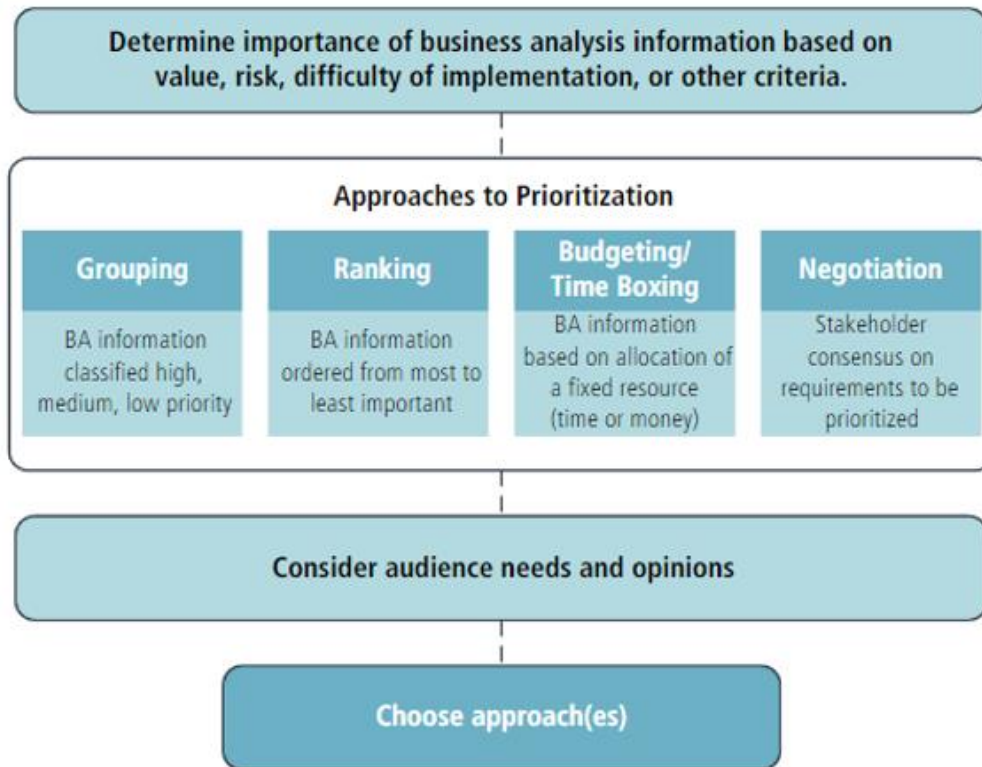 Determine importance of business analysis information based on
value, risk, difficulty of implementation, or other criteria.
Approaches to Prioritization
Grouping
BA information
classified high,
medium, low priority
Ranking
BA information
ordered from most to
least important
Budgeting/
Time Boxing
BA information
based on allocation of
a fixed resource
(time or money)
Negotiation
Stakeholder
consensus on
requirements to be
prioritized
Consider audience needs and opinions
Choose approach(es)